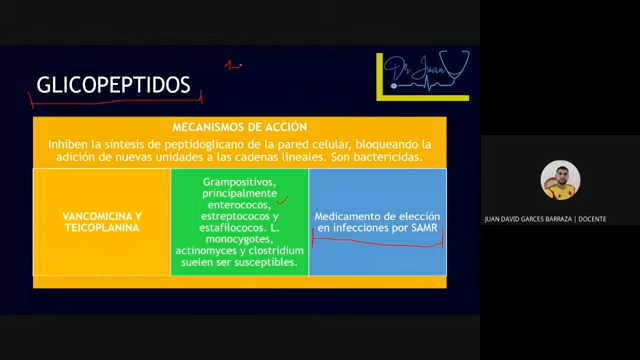 GLICOPEPTIDOS
1-
Dr Juan
MECANISMOS DE ACCIÓN
Inhiben la síntesis de peptidoglicano de la pared celular, bloqueando la
adición de nuevas unidades a las cadenas lineales. Son bactericidas.
VANCOMICINA Y
TEICOPLANINA
Grampositivos,
principalmente
enterococos,
estreptococos y
estafilococos. L.
monocygotes,
actinomyces y clostridium
suelen ser susceptibles.
Medicamento de elección
en infecciones por SAMR
JUAN DAVID GARCES BARRAZA | DOCENTE